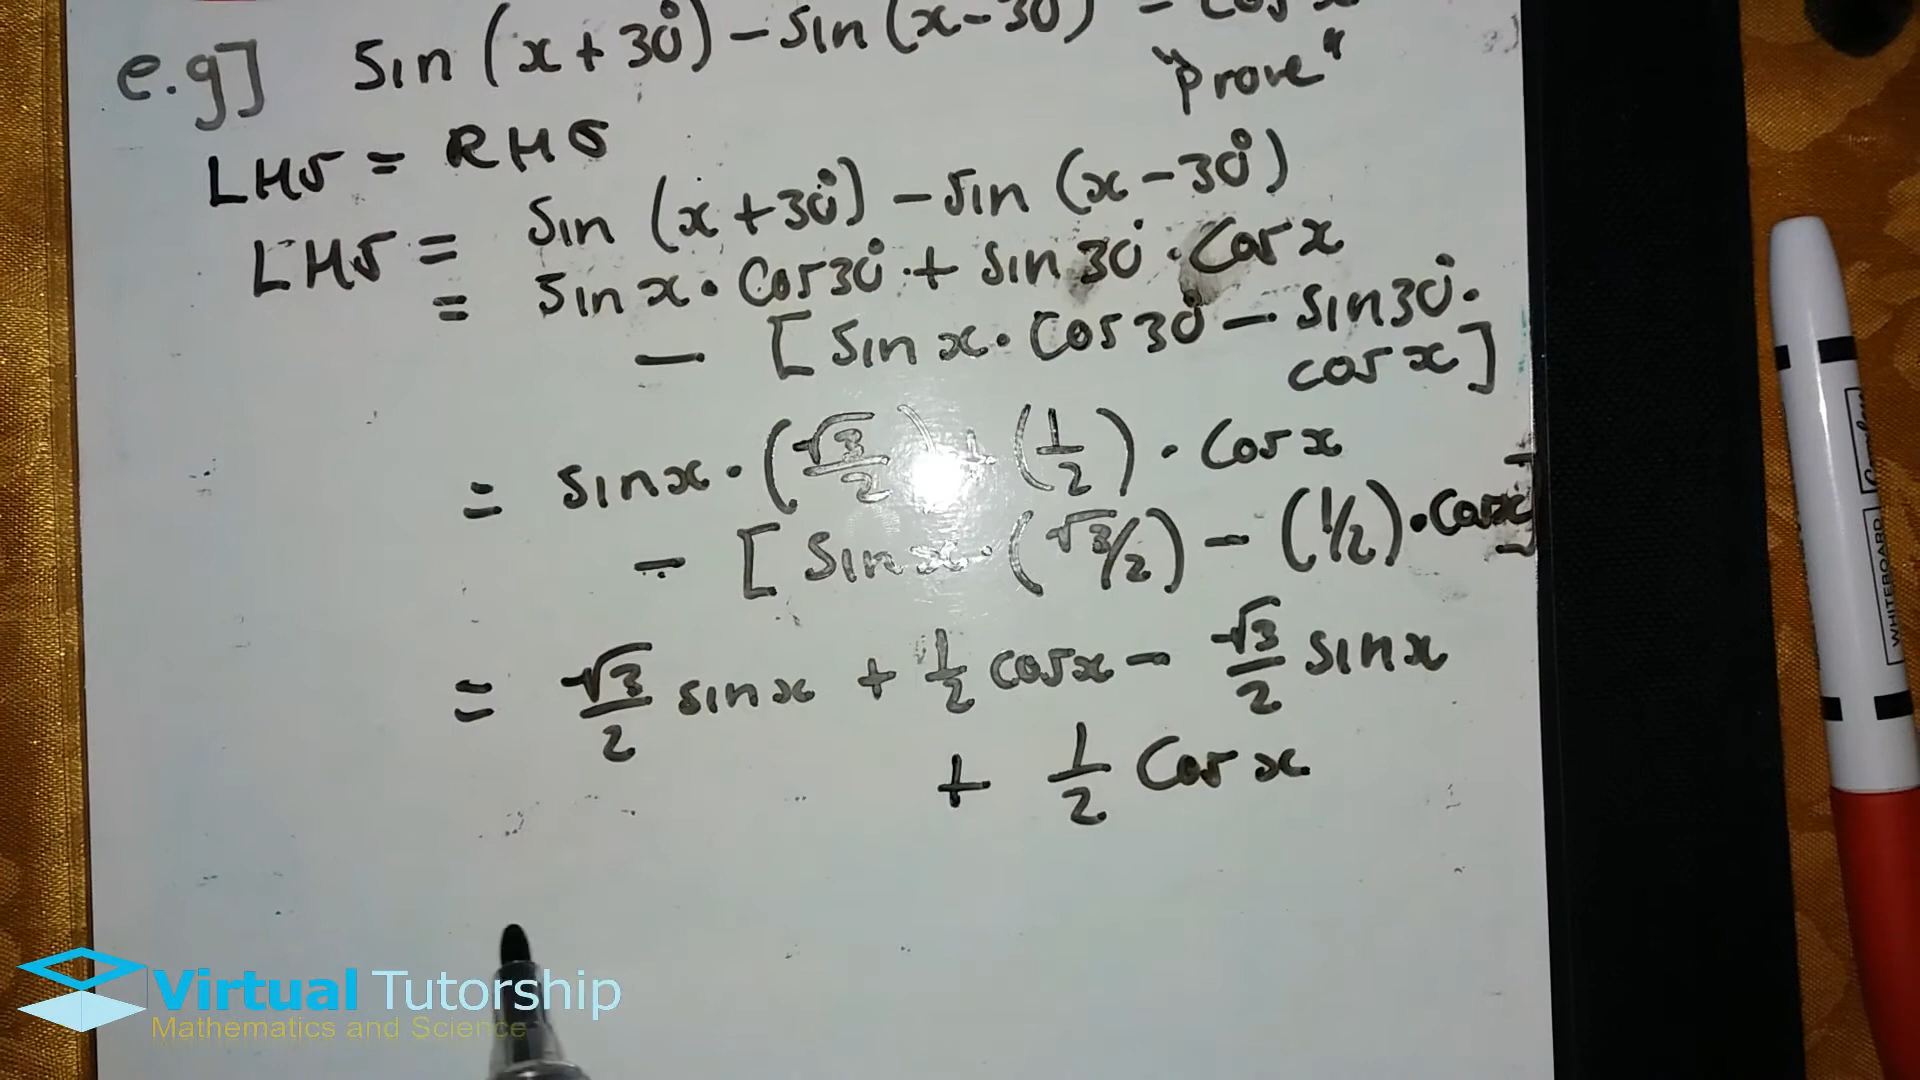 e.g] sin (x + 30°) - sin (x - 30°) = cos x
"prove"
LHS = RHS
LHS = sin (x + 30°) - sin (x - 30°)
= sin x · cos 30° · + sin 30° · cos x
- [sin x · cos 30° - sin 30° ·
cos x]
= sin x · (√3/2) + (1/2) · cos x
- [sin x · (√3/2) - (1/2) · cos x]
= √3/2 sin x + 1/2 cos x - √3/2 sin x
+ 1/2 cos x
Virtual Tutorship
Mathematics and Science
WHITEBOARD